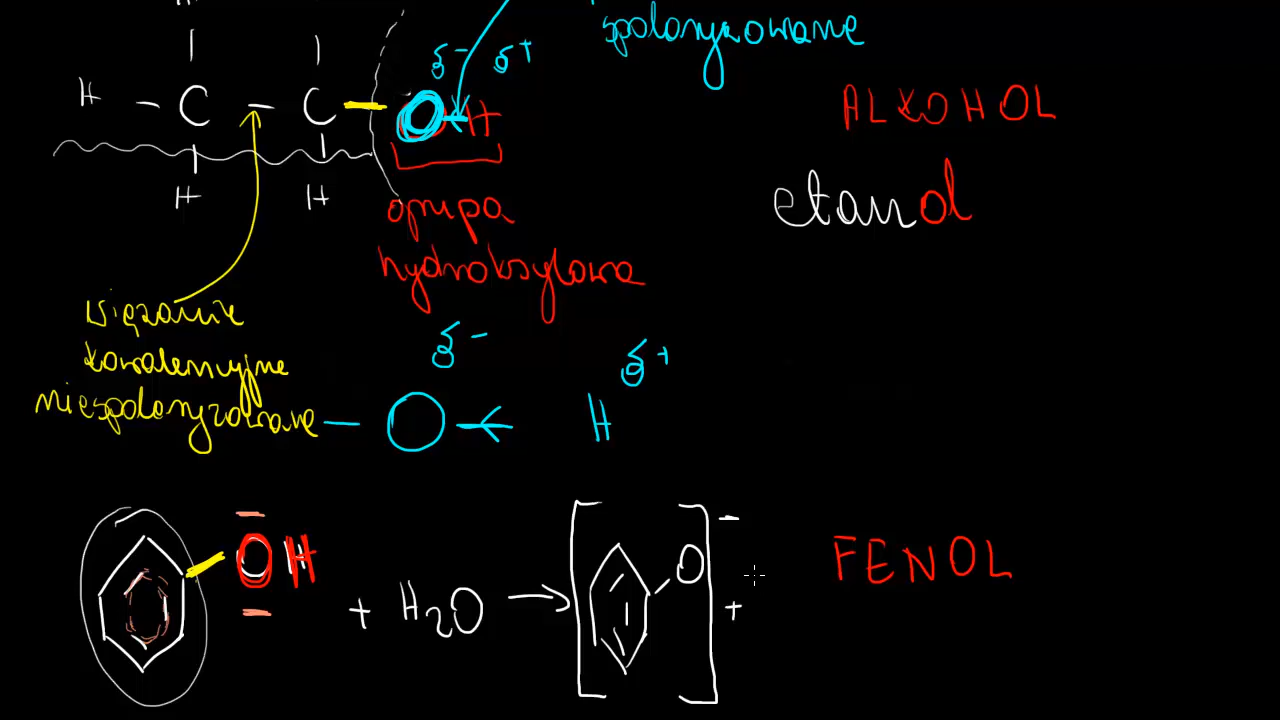 H
spolaryzowane
δ- δ+
H - C - C - O H
ALKOHOL
H H
etanol
grupa
hydroksylowa
wiązanie
kowalencyjne
niespolaryzowane
δ- δ+
- O ← H
OH
+ H2O → [ O ]- +
FENOL